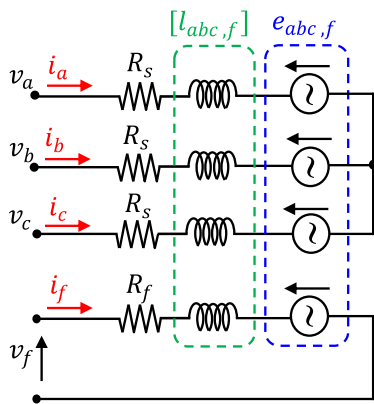 [l_abc,f] e_abc,f
v_a i_a R_s
v_b i_b R_s
v_c i_c R_s
i_f R_f
v_f